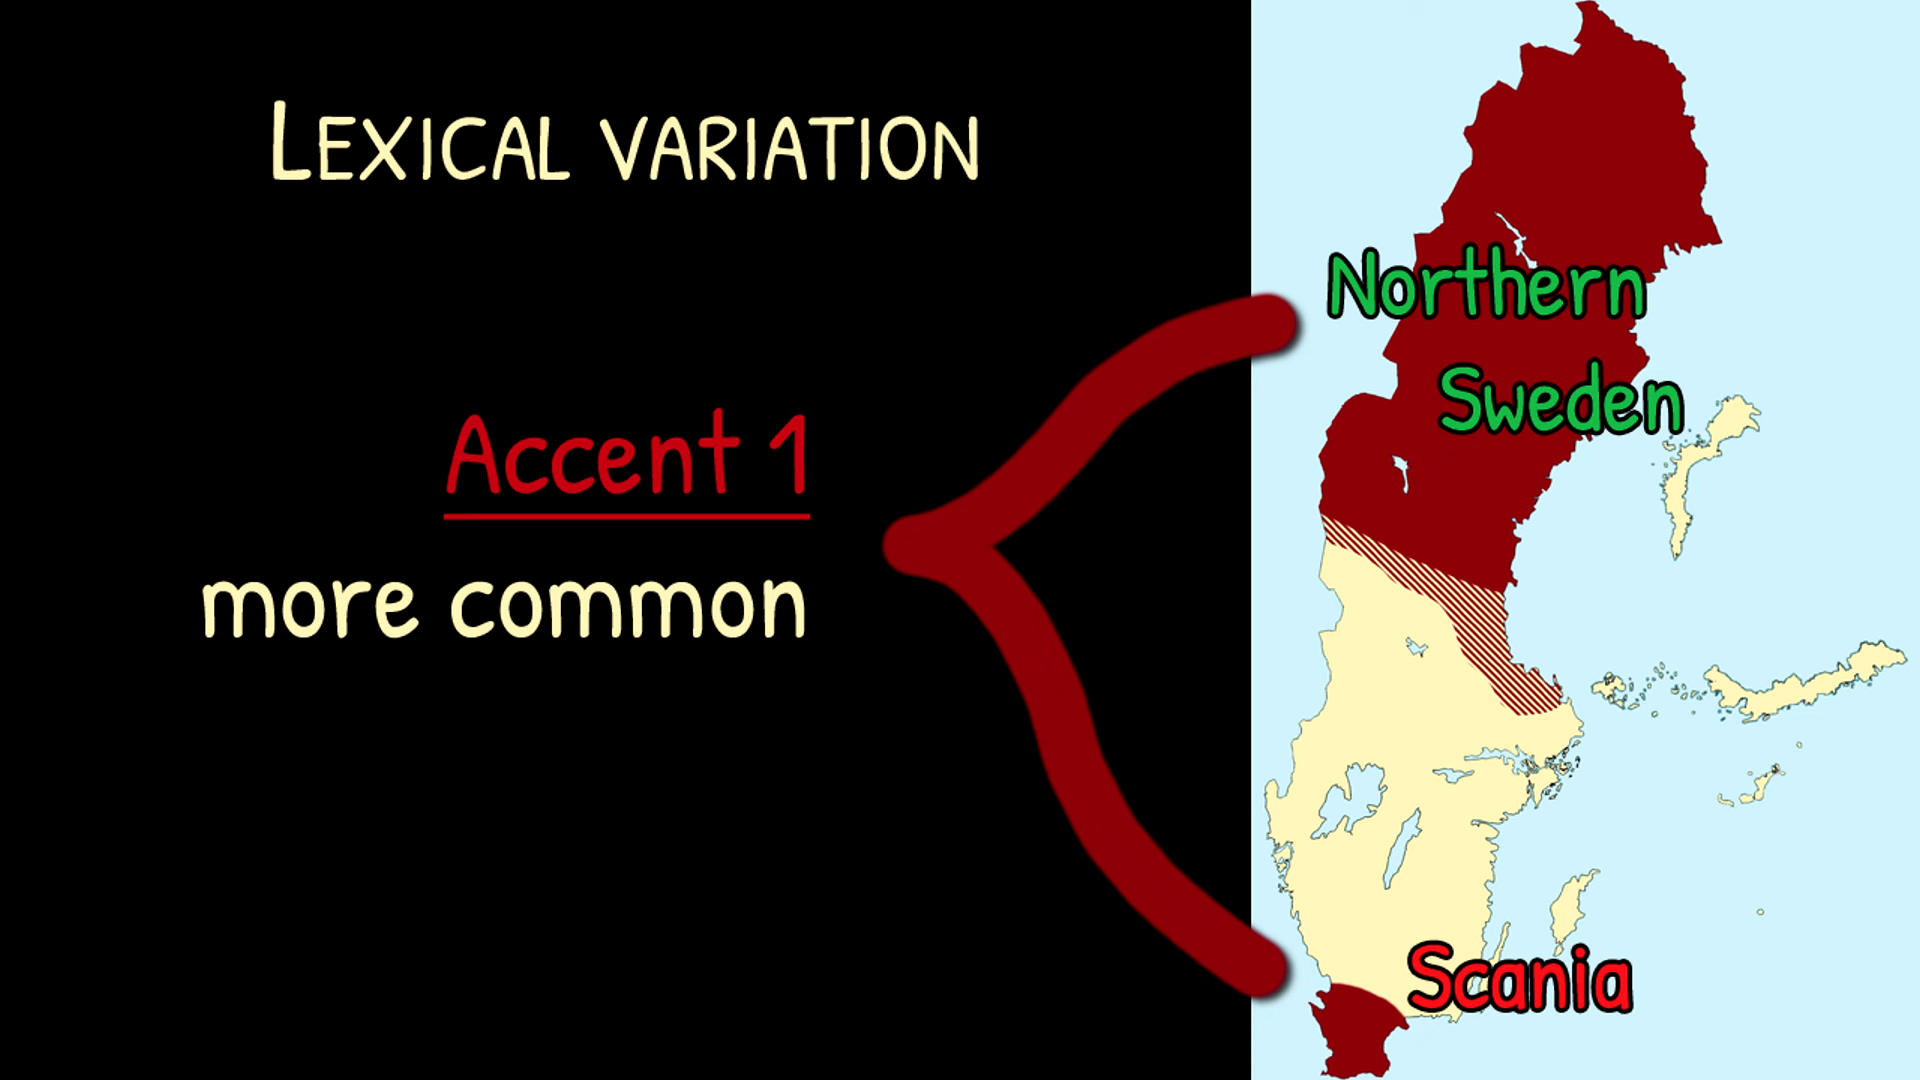 LEXICAL VARIATION
Accent 1
more common
Northern
Sweden
Scania